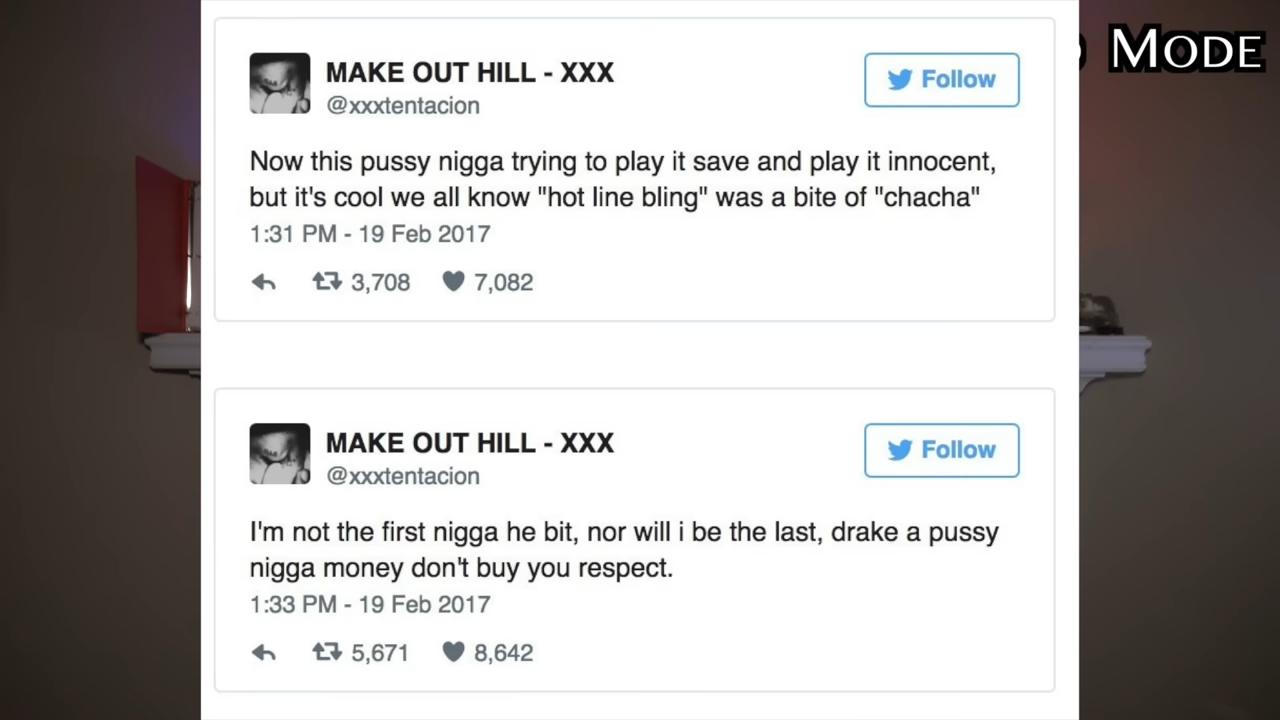 MODE
MAKE OUT HILL - XXX
Follow
@xxxtentacion
Now this pussy nigga trying to play it save and play it innocent,
but it's cool we all know "hot line bling" was a bite of "chacha"
1:31 PM - 19 Feb 2017
3,708 7,082
MAKE OUT HILL - XXX
Follow
@xxxtentacion
I'm not the first nigga he bit, nor will i be the last, drake a pussy
nigga money don't buy you respect.
1:33 PM - 19 Feb 2017
5,671 8,642